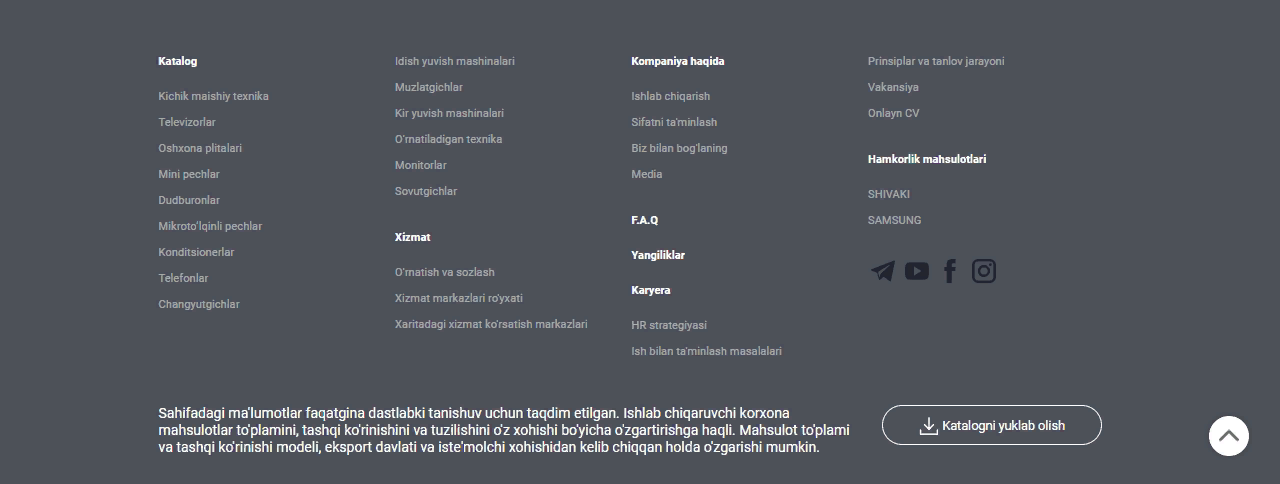 Katalog
Kichik maishiy texnika
Televizorlar
Oshxona plitalari
Mini pechlar
Dudburonlar
Mikroto‘lqinli pechlar
Konditsionerlar
Telefonlar
Changyutgichlar
Idish yuvish mashinalari
Muzlatgichlar
Kir yuvish mashinalari
O‘rnatiladigan texnika
Monitorlar
Sovutgichlar
Xizmat
O‘rnatish va sozlash
Xizmat markazlari ro'yxati
Xaritadagi xizmat ko'rsatish markazlari
Kompaniya haqida
Ishlab chiqarish
Sifatni ta'minlash
Biz bilan bog‘laning
Media
F.A.Q
Yangiliklar
Karyera
HR strategiyasi
Ish bilan ta'minlash masalalari
Prinsiplar va tanlov jarayoni
Vakansiya
Onlayn CV
Hamkorlik mahsulotlari
SHIVAKI
SAMSUNG
Sahifadagi ma'lumotlar faqatgina dastlabki tanishuv uchun taqdim etilgan. Ishlab chiqaruvchi korxona
mahsulotlar to'plamini, tashqi ko'rinishini va tuzilishini o'z xohishi bo'yicha o'zgartirishga haqli. Mahsulot to'plami
va tashqi ko'rinishi modeli, eksport davlati va iste'molchi xohishidan kelib chiqqan holda o'zgarishi mumkin.
Katalogni yuklab olish